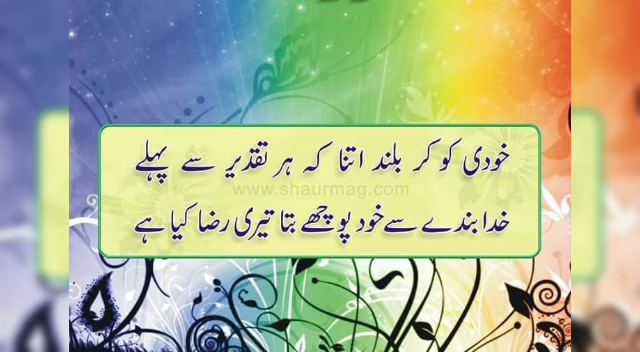 خودی کو کر بلند اتنا کہ ہر تقدیر سے پہلے
www.shaurmag.com
خدا بندے سے خود پوچھے بتا تیری رضا کیا ہے